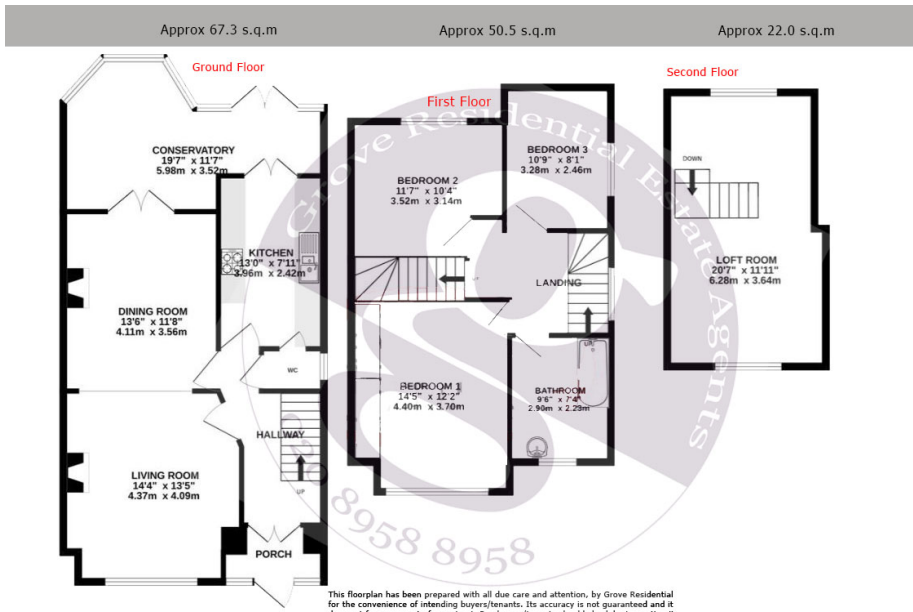 Approx 67.3 s.q.m
Approx 50.5 s.q.m
Approx 22.0 s.q.m
Ground Floor
First Floor
Second Floor
CONSERVATORY
19'7" x 11'7"
5.98m x 3.52m
KITCHEN
13'0" x 7'11"
3.96m x 2.42m
DINING ROOM
13'6" x 11'8"
4.11m x 3.56m
WC
HALLWAY
UP
LIVING ROOM
14'4" x 13'5"
4.37m x 4.09m
PORCH
BEDROOM 2
11'7" x 10'4"
3.52m x 3.14m
BEDROOM 3
10'9" x 8'1"
3.28m x 2.46m
UP
LANDING
UP
BEDROOM 1
14'5" x 12'2"
4.40m x 3.70m
BATHROOM
9'6" x 7'4"
2.90m x 2.23m
DOWN
LOFT ROOM
20'7" x 11'11"
6.28m x 3.64m
Grove Residential Estate Agents
020 8958 8958
This floorplan has been prepared with all due care and attention, by Grove Residential
for the convenience of intending buyers/tenants. Its accuracy is not guaranteed and it